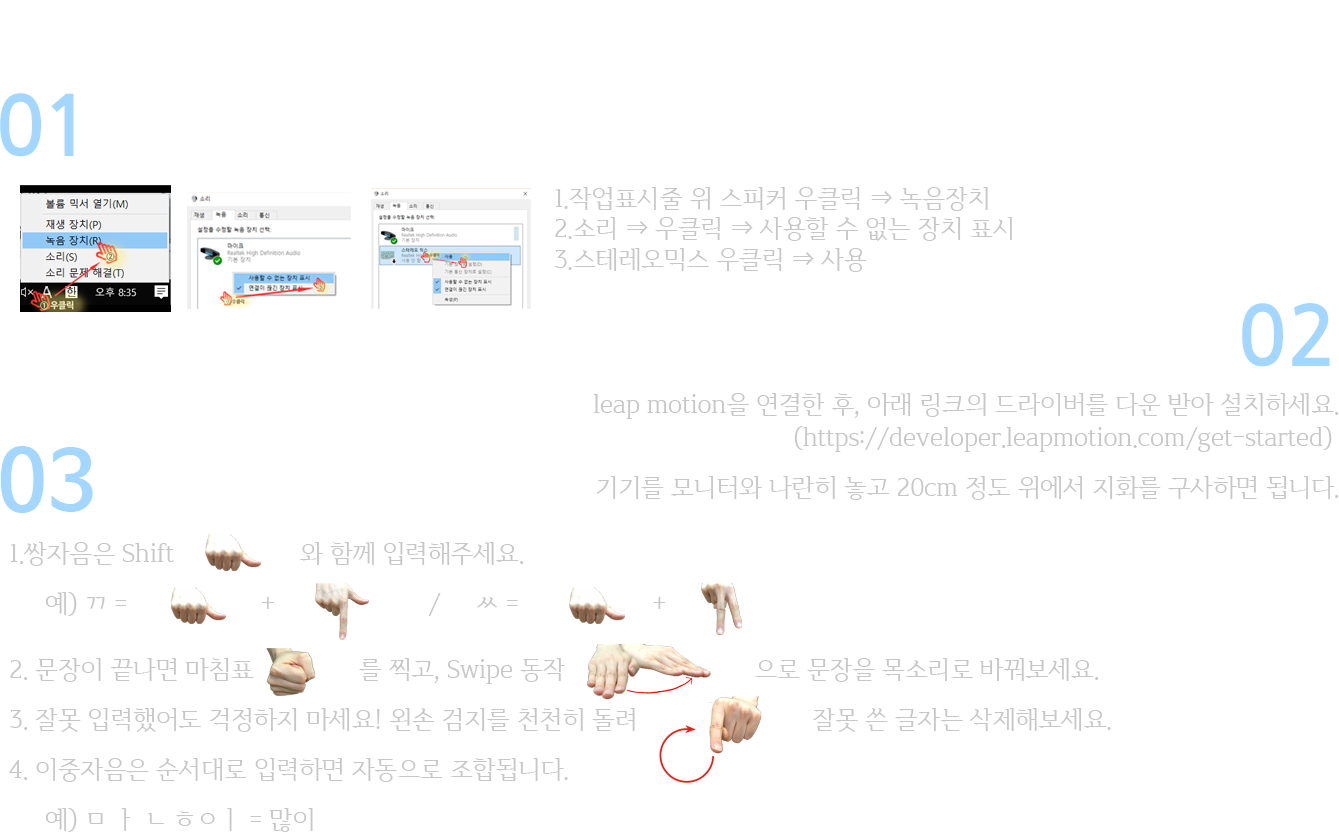 01
볼륨 믹서 열기(M)
재생 장치(P)
녹음 장치(R)
②
소리(S)
소리 문제 해결(T)
A 한 오후 8:35
①우클릭
소리
재생 녹음 소리 통신
설정을 수정할 녹음 장치 선택:
마이크
Realtek High Definition Audio
기본 장치
사용할 수 없는 장치 표시
연결이 끊긴 장치 표시
우클릭
소리
재생 녹음 소리 통신
설정을 수정할 녹음 장치 선택:
마이크
Realtek High Definition Audio
기본 장치
스테레오 믹스
사용
사용할 수 없는 장치 표시
연결이 끊긴 장치 표시
속성(P)
1.작업표시줄 위 스피커 우클릭 ⇒ 녹음장치
2.소리 ⇒ 우클릭 ⇒ 사용할 수 없는 장치 표시
3.스테레오믹스 우클릭 ⇒ 사용
02
leap motion을 연결한 후, 아래 링크의 드라이버를 다운 받아 설치하세요.
(https://developer.leapmotion.com/get-started)
기기를 모니터와 나란히 놓고 20cm 정도 위에서 지화를 구사하면 됩니다.
03
1.쌍자음은 Shift 와 함께 입력해주세요.
예) ㄲ = + / ㅆ = +
2. 문장이 끝나면 마침표 를 찍고, Swipe 동작 으로 문장을 목소리로 바꿔보세요.
3. 잘못 입력했어도 걱정하지 마세요! 왼손 검지를 천천히 돌려 잘못 쓴 글자는 삭제해보세요.
4. 이중자음은 순서대로 입력하면 자동으로 조합됩니다.
예) ㅁ ㅏ ㄴ ㅎㅇㅣ = 많이